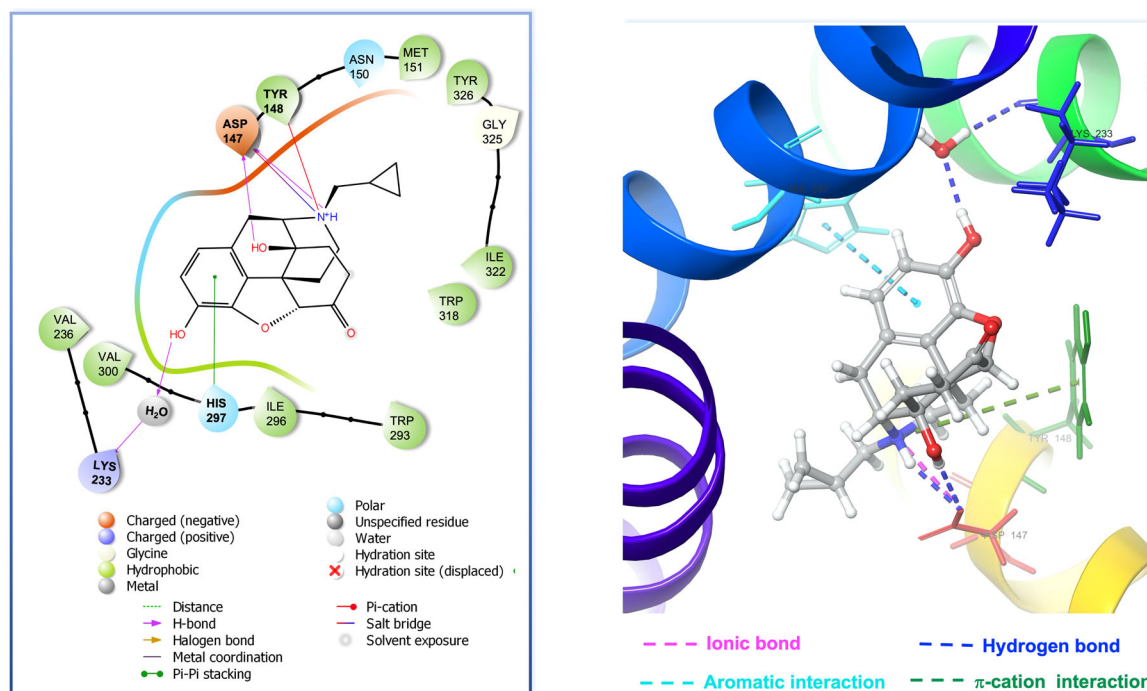 ASN
150
MET
151
TYR
148
TYR
326
ASP
147
GLY
325
N⁺H
HO
ILE
322
TRP
318
VAL
236
HO
O
O
VAL
300
H₂O
HIS
297
ILE
296
TRP
293
LYS
233
Charged (negative)
Charged (positive)
Glycine
Hydrophobic
Metal
Polar
Unspecified residue
Water
Hydration site
Hydration site (displaced)
Distance
H-bond
Halogen bond
Metal coordination
Pi-Pi stacking
Pi-cation
Salt bridge
Solvent exposure
LYS 233
TYR 148
ASP 147
Ionic bond
Hydrogen bond
Aromatic interaction
π-cation interaction